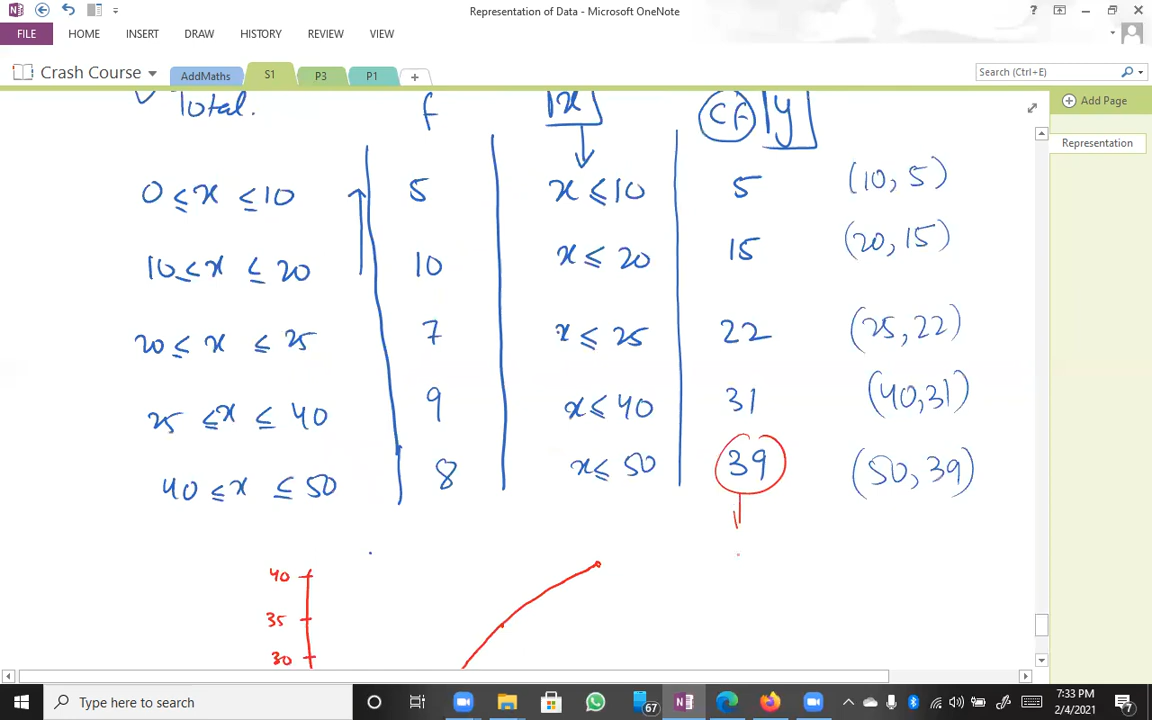 Representation of Data - Microsoft OneNote
FILE HOME INSERT DRAW HISTORY REVIEW VIEW
Crash Course AddMaths S1 P3 P1 Search (Ctrl+E)
Add Page
Representation
Total. f x CF y
0 ≤ x ≤ 10 5 x ≤ 10 5 (10, 5)
10 ≤ x ≤ 20 10 x ≤ 20 15 (20, 15)
20 ≤ x ≤ 25 7 x ≤ 25 22 (25, 22)
25 ≤ x ≤ 40 9 x ≤ 40 31 (40,31)
40 ≤ x ≤ 50 8 x ≤ 50 39 (50, 39)
40
35
30
Type here to search 67 7:33 PM
2/4/2021 7